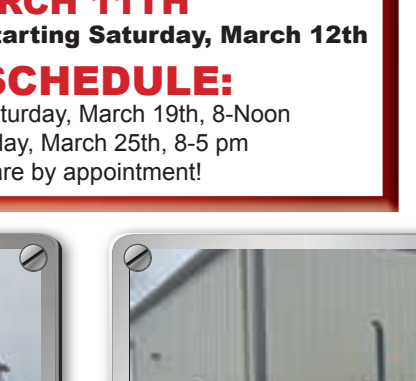 RCH 11TH
tarting Saturday, March 12th
SCHEDULE:
turday, March 19th, 8-Noon
day, March 25th, 8-5 pm
are by appointment!